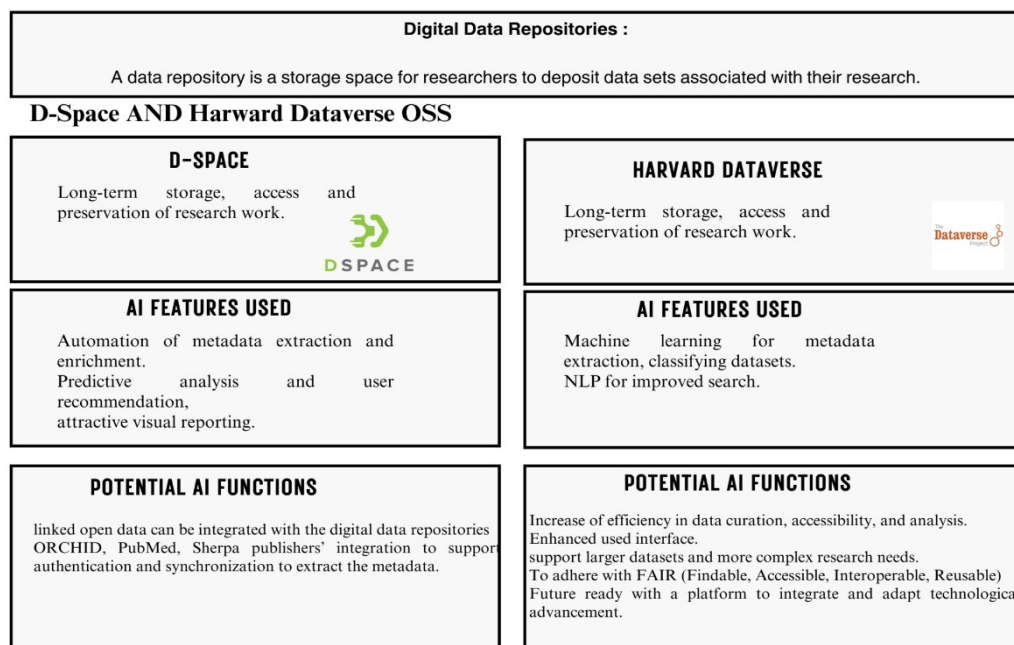 Digital Data Repositories :
A data repository is a storage space for researchers to deposit data sets associated with their research.
D-Space AND Harward Dataverse OSS
D-SPACE
Long-term storage, access and
preservation of research work.
DSPACE
HARVARD DATAVERSE
Long-term storage, access and
preservation of research work.
The
Dataverse
Project
AI FEATURES USED
Automation of metadata extraction and
enrichment.
Predictive analysis and user
recommendation,
attractive visual reporting.
AI FEATURES USED
Machine learning for metadata
extraction, classifying datasets.
NLP for improved search.
POTENTIAL AI FUNCTIONS
linked open data can be integrated with the digital data repositories
ORCHID, PubMed, Sherpa publishers' integration to support
authentication and synchronization to extract the metadata.
POTENTIAL AI FUNCTIONS
Increase of efficiency in data curation, accessibility, and analysis.
Enhanced used interface.
support larger datasets and more complex research needs.
To adhere with FAIR (Findable, Accessible, Interoperable, Reusable)
Future ready with a platform to integrate and adapt technologica
advancement.